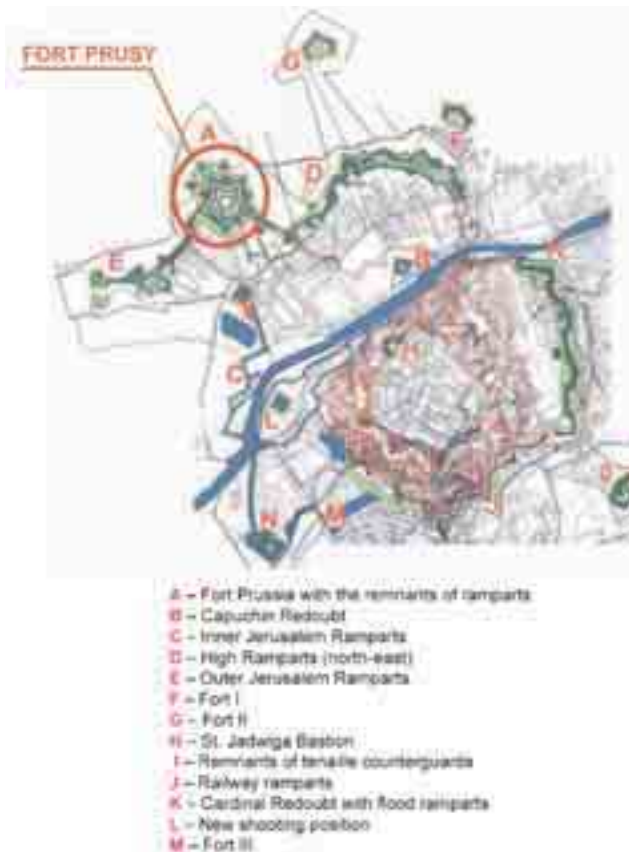 FORT PRUSY
G
A
F
D
E
B
K
H
C
L
N
M
A – Fort Prussia with the remnants of ramparts
B – Capuchin Redoubt
C – Inner Jerusalem Ramparts
D – High Ramparts (north-east)
E – Outer Jerusalem Ramparts
F – Fort I
G – Fort II
H – St. Jadwiga Bastion
I – Remnants of tenaille counterguards
J – Railway ramparts
K – Cardinal Redoubt with flood ramparts
L – New shooting position
M – Fort III